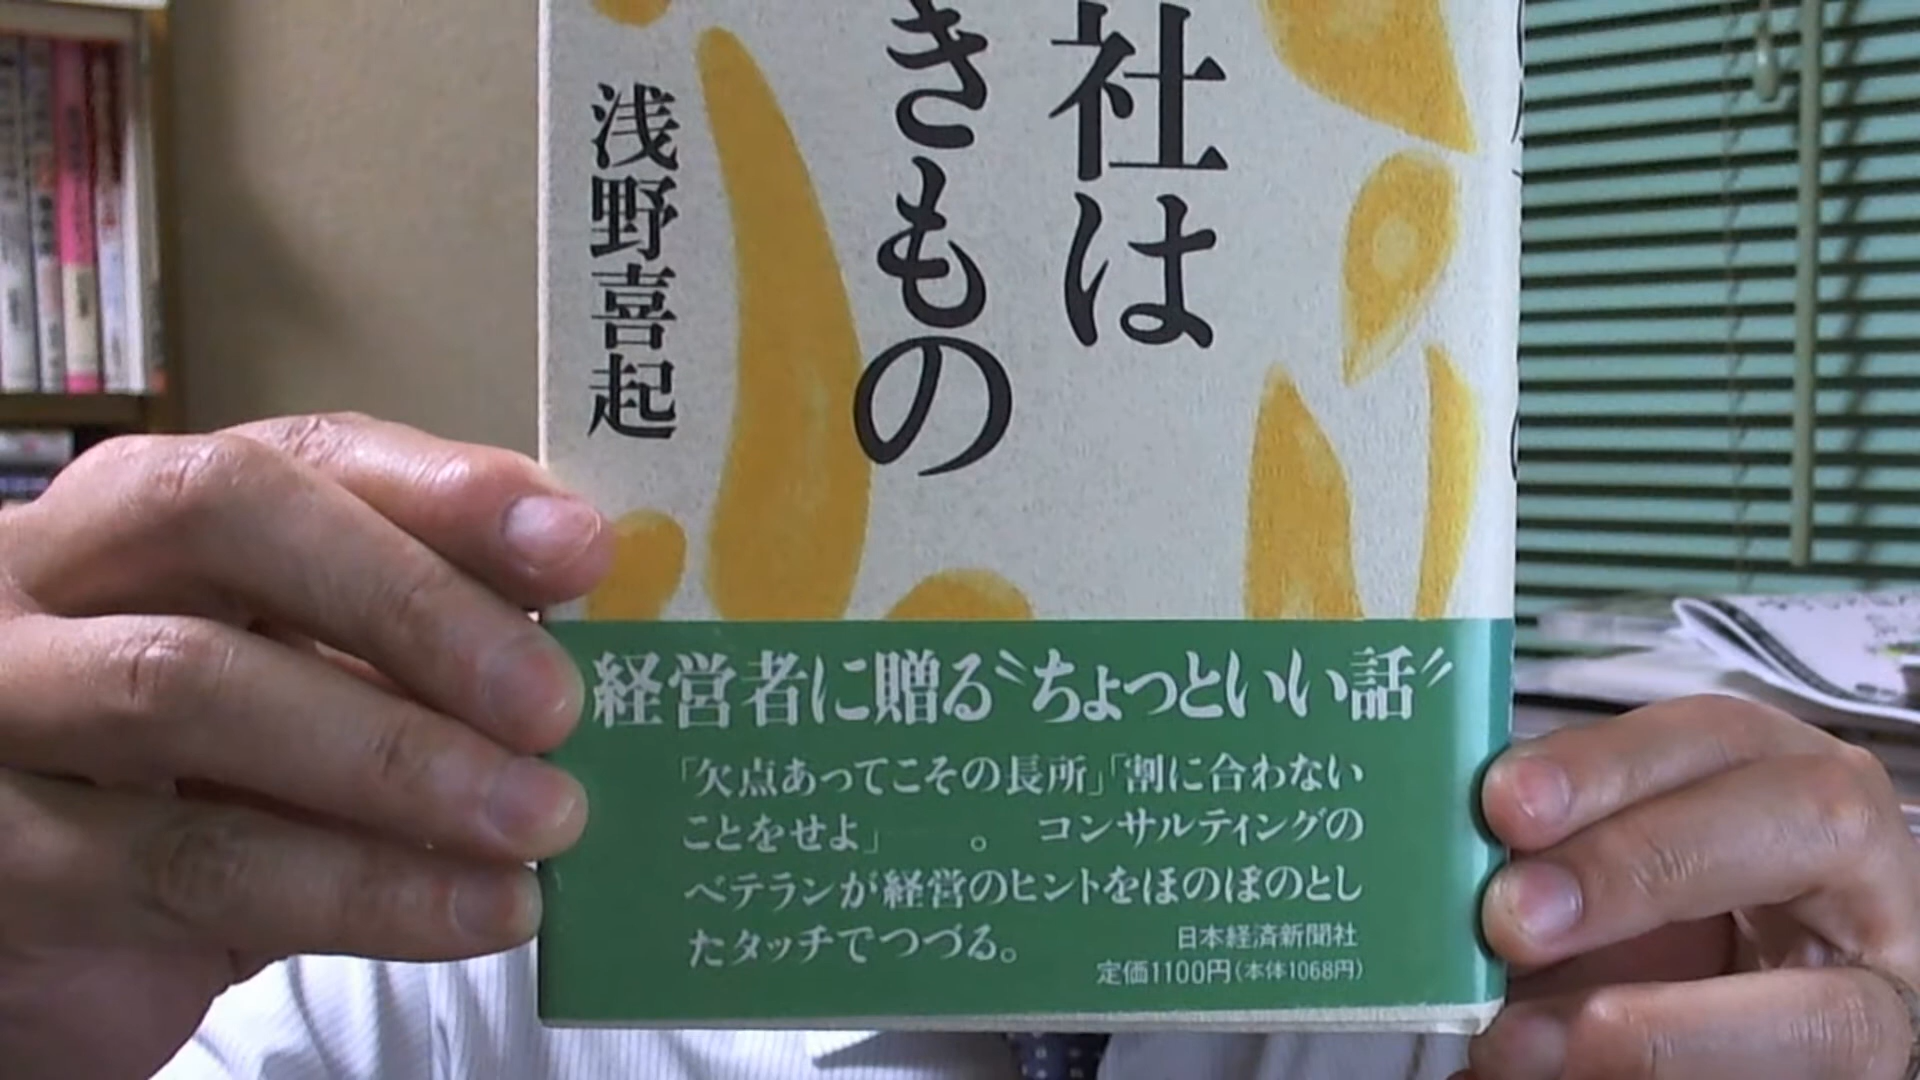 社は
きもの
浅野喜起
経営者に贈る〝ちょっといい話〟
「欠点あってこその長所」「割に合わない
ことをせよ」　　。コンサルティングの
ベテランが経営のヒントをほのぼのとし
たタッチでつづる。
日本経済新聞社
定価1100円(本体1068円)